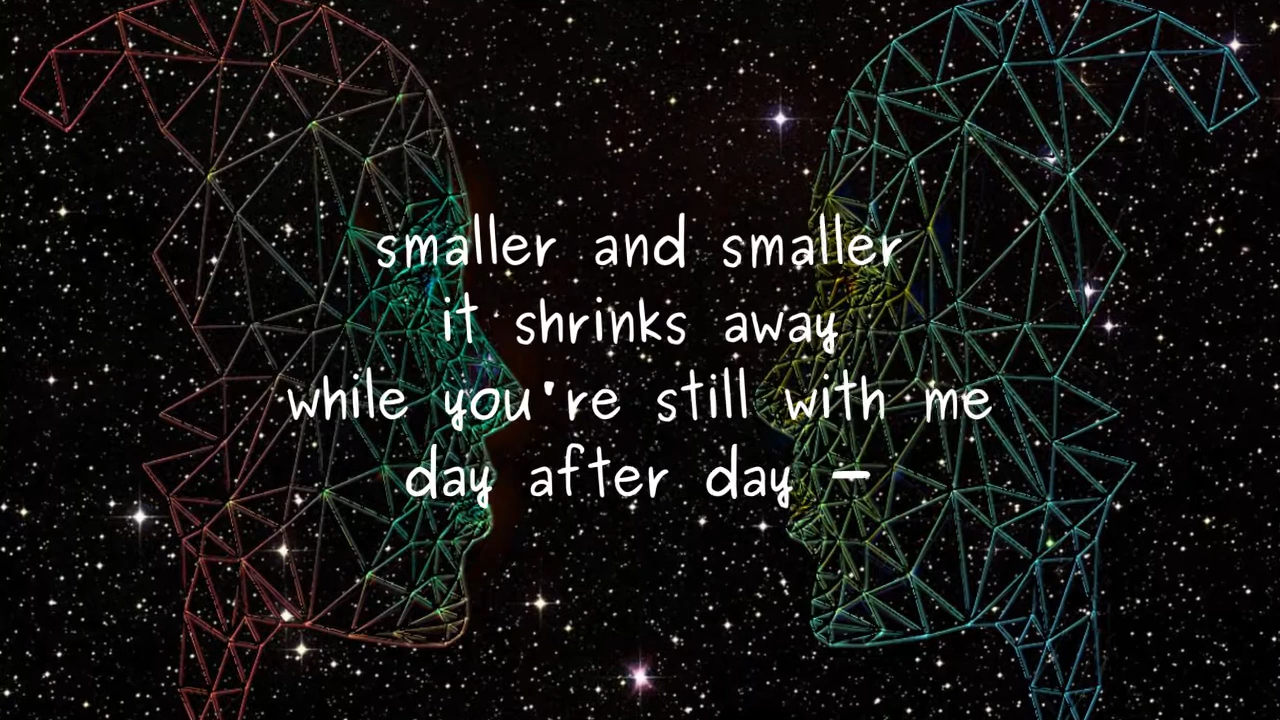 smaller and smaller
it shrinks away
while you're still with me
day after day –